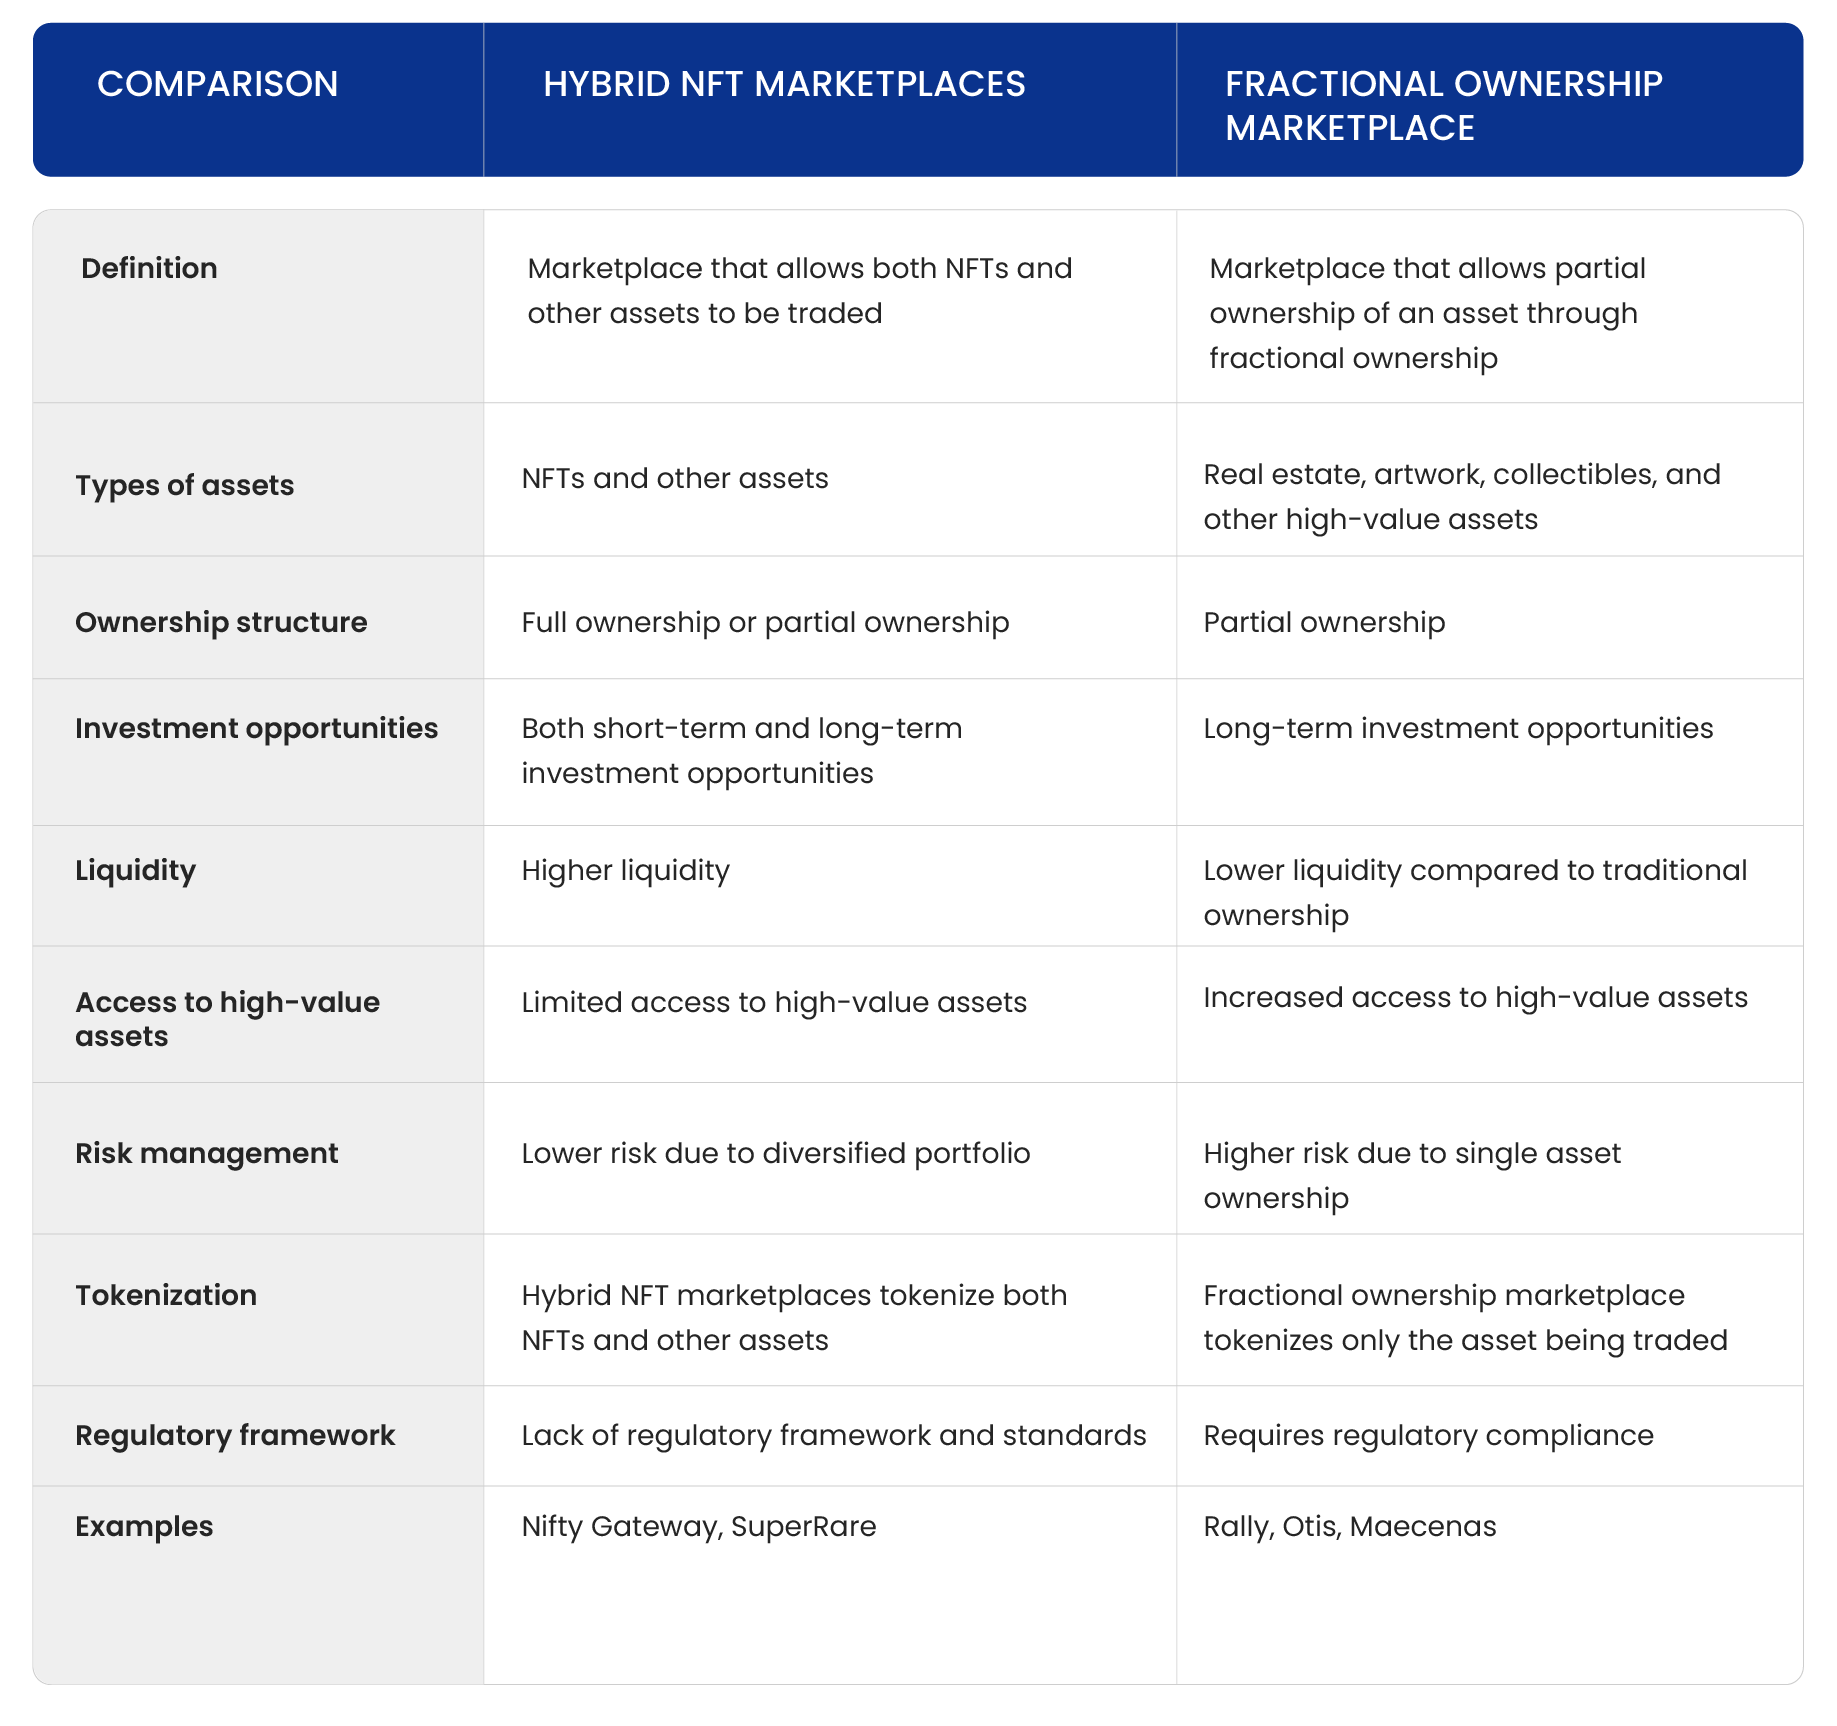 COMPARISON
HYBRID NFT MARKETPLACES
FRACTIONAL OWNERSHIP
MARKETPLACE
Definition
Marketplace that allows both NFTs and
other assets to be traded
Marketplace that allows partial
ownership of an asset through
fractional ownership
Types of assets
NFTs and other assets
Real estate, artwork, collectibles, and
other high-value assets
Ownership structure
Full ownership or partial ownership
Partial ownership
Investment opportunities
Both short-term and long-term
investment opportunities
Long-term investment opportunities
Liquidity
Higher liquidity
Lower liquidity compared to traditional
ownership
Access to high-value
assets
Limited access to high-value assets
Increased access to high-value assets
Risk management
Lower risk due to diversified portfolio
Higher risk due to single asset
ownership
Tokenization
Hybrid NFT marketplaces tokenize both
NFTs and other assets
Fractional ownership marketplace
tokenizes only the asset being traded
Regulatory framework
Lack of regulatory framework and standards
Requires regulatory compliance
Examples
Nifty Gateway, SuperRare
Rally, Otis, Maecenas